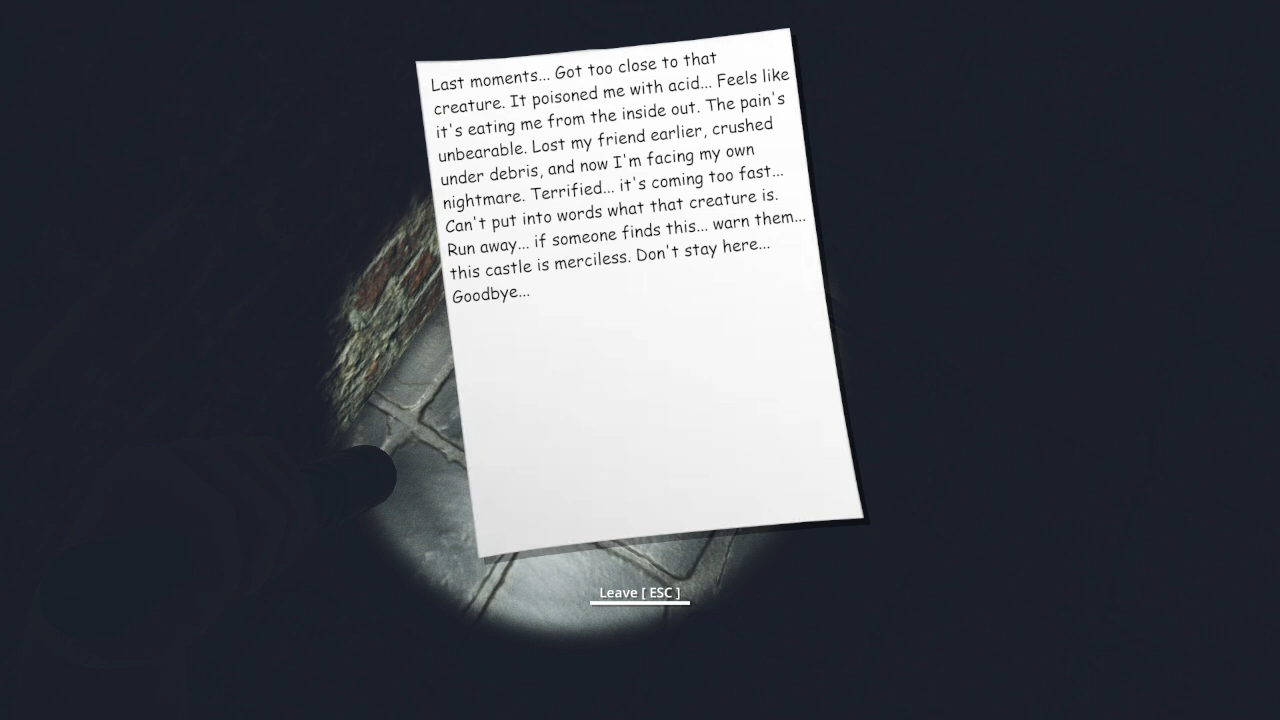 Last moments... Got too close to that
creature. It poisoned me with acid... Feels like
it's eating me from the inside out. The pain's
unbearable. Lost my friend earlier, crushed
under debris, and now I'm facing my own
nightmare. Terrified... it's coming too fast...
Can't put into words what that creature is.
Run away... if someone finds this... warn them...
this castle is merciless. Don't stay here...
Goodbye...
Leave [ ESC ]